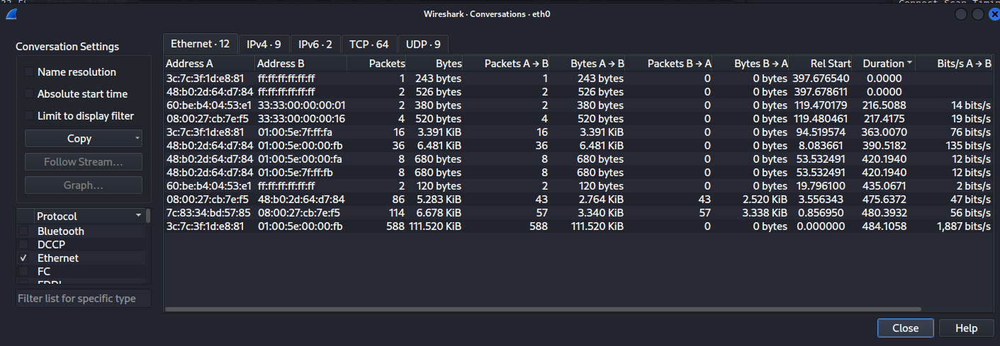 Connect Scan Timin
Wireshark · Conversations · eth0
Conversation Settings
Name resolution
Absolute start time
Limit to display filter
Copy
Follow Stream...
Graph...
Protocol
Bluetooth
DCCP
Ethernet
FC
Filter list for specific type
Ethernet · 12 IPv4 · 9 IPv6 · 2 TCP · 64 UDP · 9
Address A Address B Packets Bytes Packets A → B Bytes A → B Packets B → A Bytes B → A Rel Start Duration Bits/s A → B
3c:7c:3f:1d:e8:81 ff:ff:ff:ff:ff:ff 1 243 bytes 1 243 bytes 0 0 bytes 397.676540 0.0000
48:b0:2d:64:d7:84 ff:ff:ff:ff:ff:ff 2 526 bytes 2 526 bytes 0 0 bytes 397.678611 0.0000
60:be:b4:04:53:e1 33:33:00:00:00:01 2 380 bytes 2 380 bytes 0 0 bytes 119.470179 216.5088 14 bits/s
08:00:27:cb:7e:f5 33:33:00:00:00:16 4 520 bytes 4 520 bytes 0 0 bytes 119.480461 217.4175 19 bits/s
3c:7c:3f:1d:e8:81 01:00:5e:7f:ff:fa 16 3.391 KiB 16 3.391 KiB 0 0 bytes 94.519574 363.0070 76 bits/s
48:b0:2d:64:d7:84 01:00:5e:00:00:fb 36 6.481 KiB 36 6.481 KiB 0 0 bytes 8.083661 390.5182 135 bits/s
48:b0:2d:64:d7:84 01:00:5e:00:00:fa 8 680 bytes 8 680 bytes 0 0 bytes 53.532491 420.1940 12 bits/s
48:b0:2d:64:d7:84 01:00:5e:7f:ff:fb 8 680 bytes 8 680 bytes 0 0 bytes 53.532491 420.1940 12 bits/s
60:be:b4:04:53:e1 ff:ff:ff:ff:ff:ff 2 120 bytes 2 120 bytes 0 0 bytes 19.796100 435.0671 2 bits/s
08:00:27:cb:7e:f5 48:b0:2d:64:d7:84 86 5.283 KiB 43 2.764 KiB 43 2.520 KiB 3.556343 475.6372 47 bits/s
7c:83:34:bd:57:85 08:00:27:cb:7e:f5 114 6.678 KiB 57 3.340 KiB 57 3.338 KiB 0.856950 480.3932 56 bits/s
3c:7c:3f:1d:e8:81 01:00:5e:00:00:fb 588 111.520 KiB 588 111.520 KiB 0 0 bytes 0.000000 484.1058 1,887 bits/s
Close Help